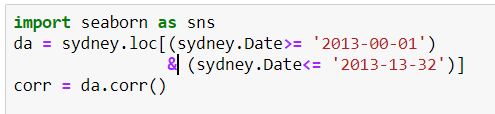 import seaborn as sns
da = sydney.loc[(sydney.Date>= '2013-00-01')
& (sydney.Date<= '2013-13-32')]
corr = da.corr()